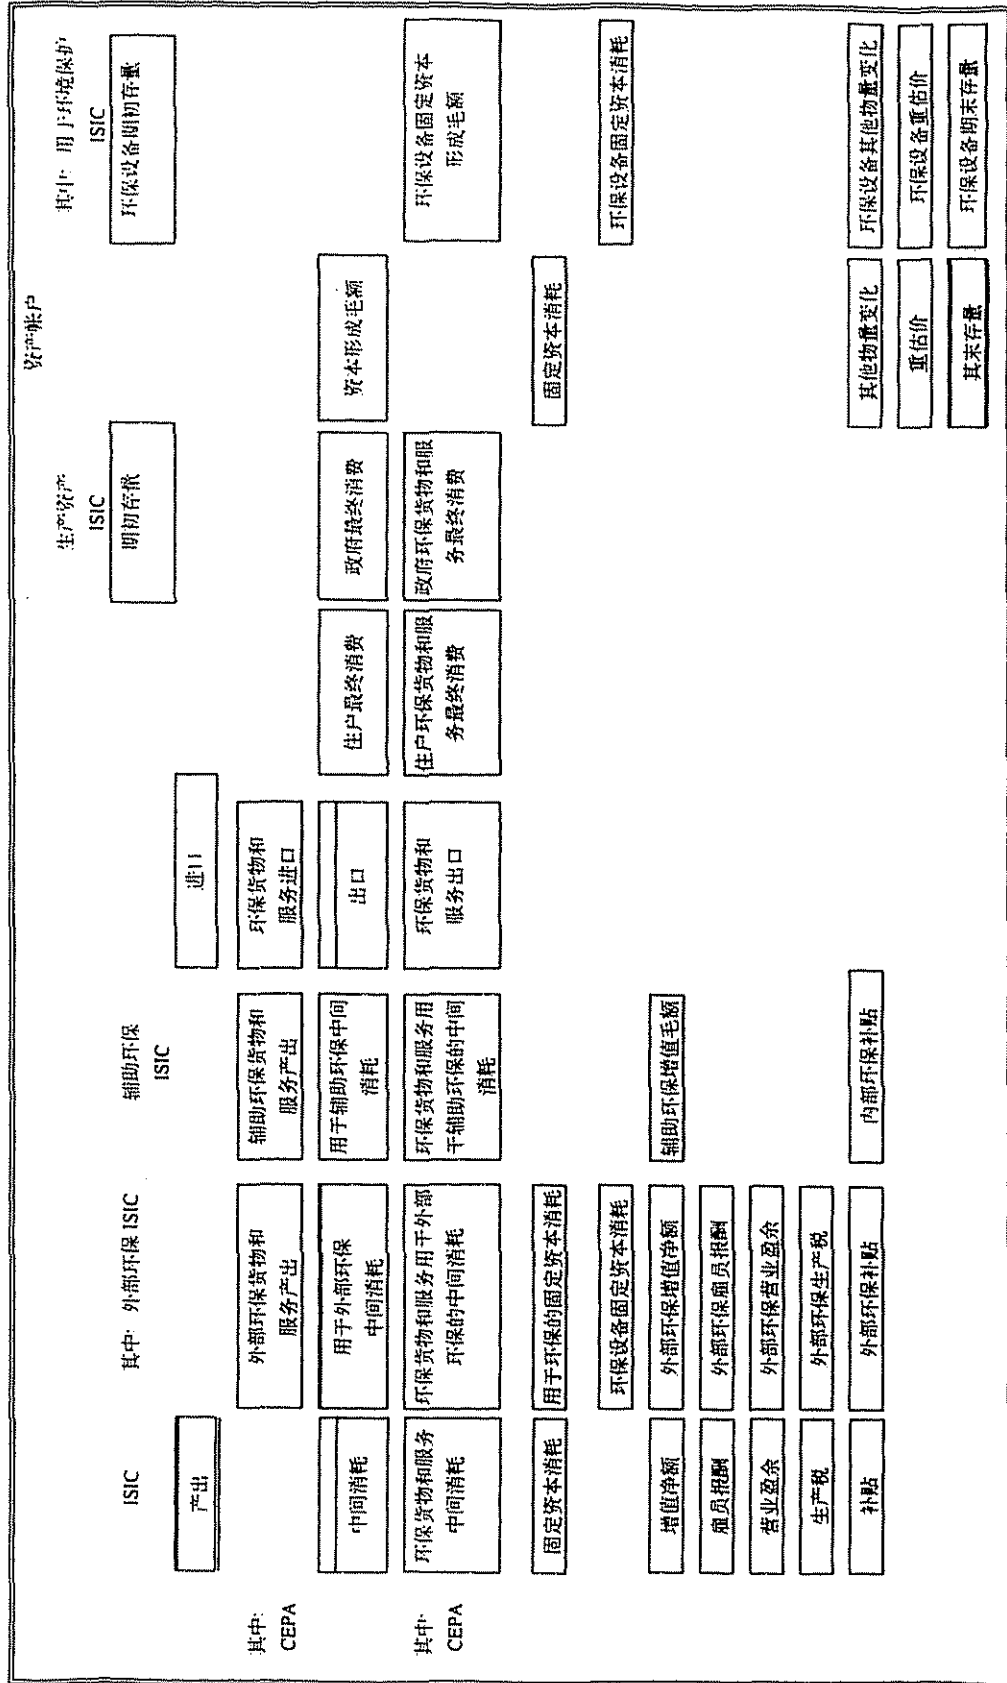 资产帐户
生产资产
ISIC
其中: 用于环境保护
ISIC
期初存量
环保设备期初存量
ISIC
其中: 外部环保 ISIC
辅助环保
ISIC
产出
进口
其中:
CEPA
外部环保货物和
服务产出
辅助环保货物和
服务产出
环保货物和
服务进口
中间消耗
用于外部环保
中间消耗
用于辅助环保中间
消耗
出口
住户最终消费
政府最终消费
资本形成毛额
其中:
CEPA
环保货物和服务
中间消耗
环保货物和服务用于外部
环保的中间消耗
环保货物和服务用
于辅助环保的中间
消耗
环保货物和
服务出口
住户环保货物和服
务最终消费
政府环保货物和服
务最终消费
环保设备固定资本
形成毛额
固定资本消耗
用于环保的固定资本消耗
固定资本消耗
环保设备固定资本消耗
环保设备固定资本消耗
增值净额
外部环保增值净额
辅助环保增值毛额
雇员报酬
外部环保雇员报酬
营业盈余
外部环保营业盈余
生产税
外部环保生产税
补贴
外部环保补贴
内部环保补贴
其他物量变化
环保设备其他物量变化
重估价
环保设备重估价
其末存量
环保设备期末存量